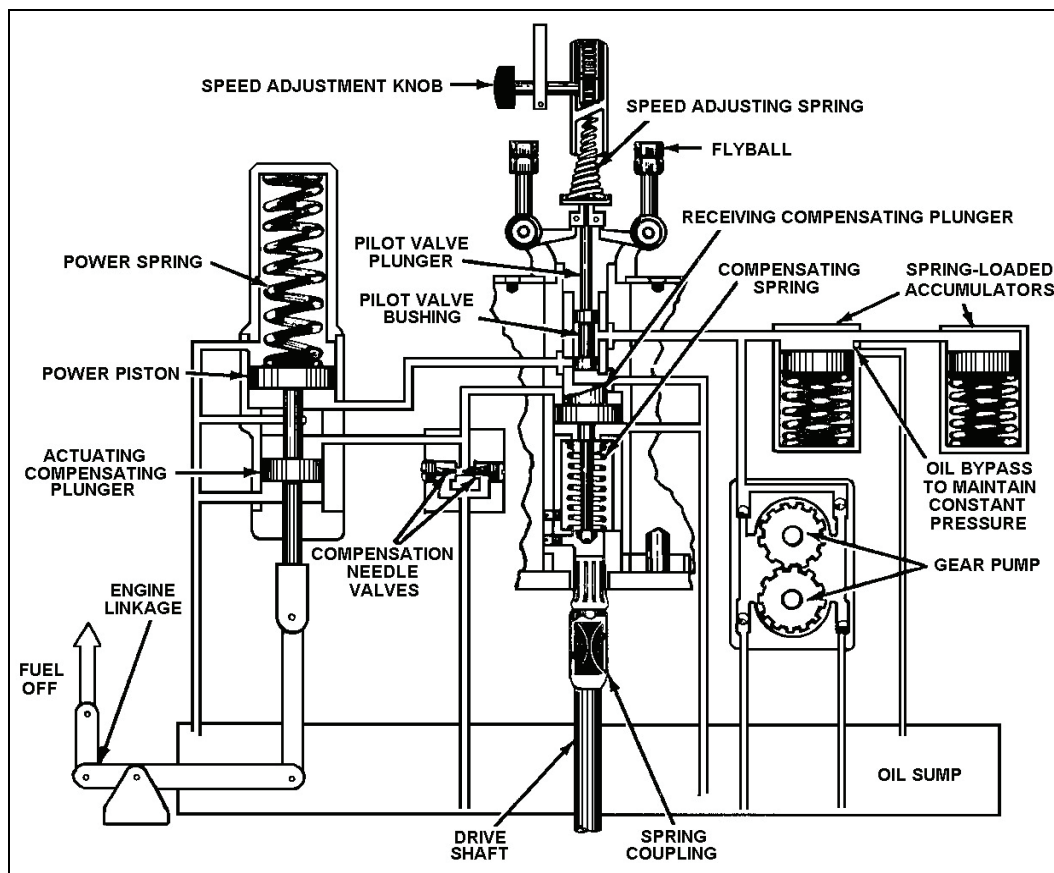 SPEED ADJUSTMENT KNOB
SPEED ADJUSTING SPRING
FLYBALL
RECEIVING COMPENSATING PLUNGER
PILOT VALVE
PLUNGER
COMPENSATING
SPRING
SPRING-LOADED
ACCUMULATORS
POWER SPRING
PILOT VALVE
BUSHING
POWER PISTON
ACTUATING
COMPENSATING
PLUNGER
OIL BYPASS
TO MAINTAIN
CONSTANT
PRESSURE
COMPENSATION
NEEDLE
VALVES
GEAR PUMP
ENGINE
LINKAGE
FUEL
OFF
OIL SUMP
DRIVE
SHAFT
SPRING
COUPLING